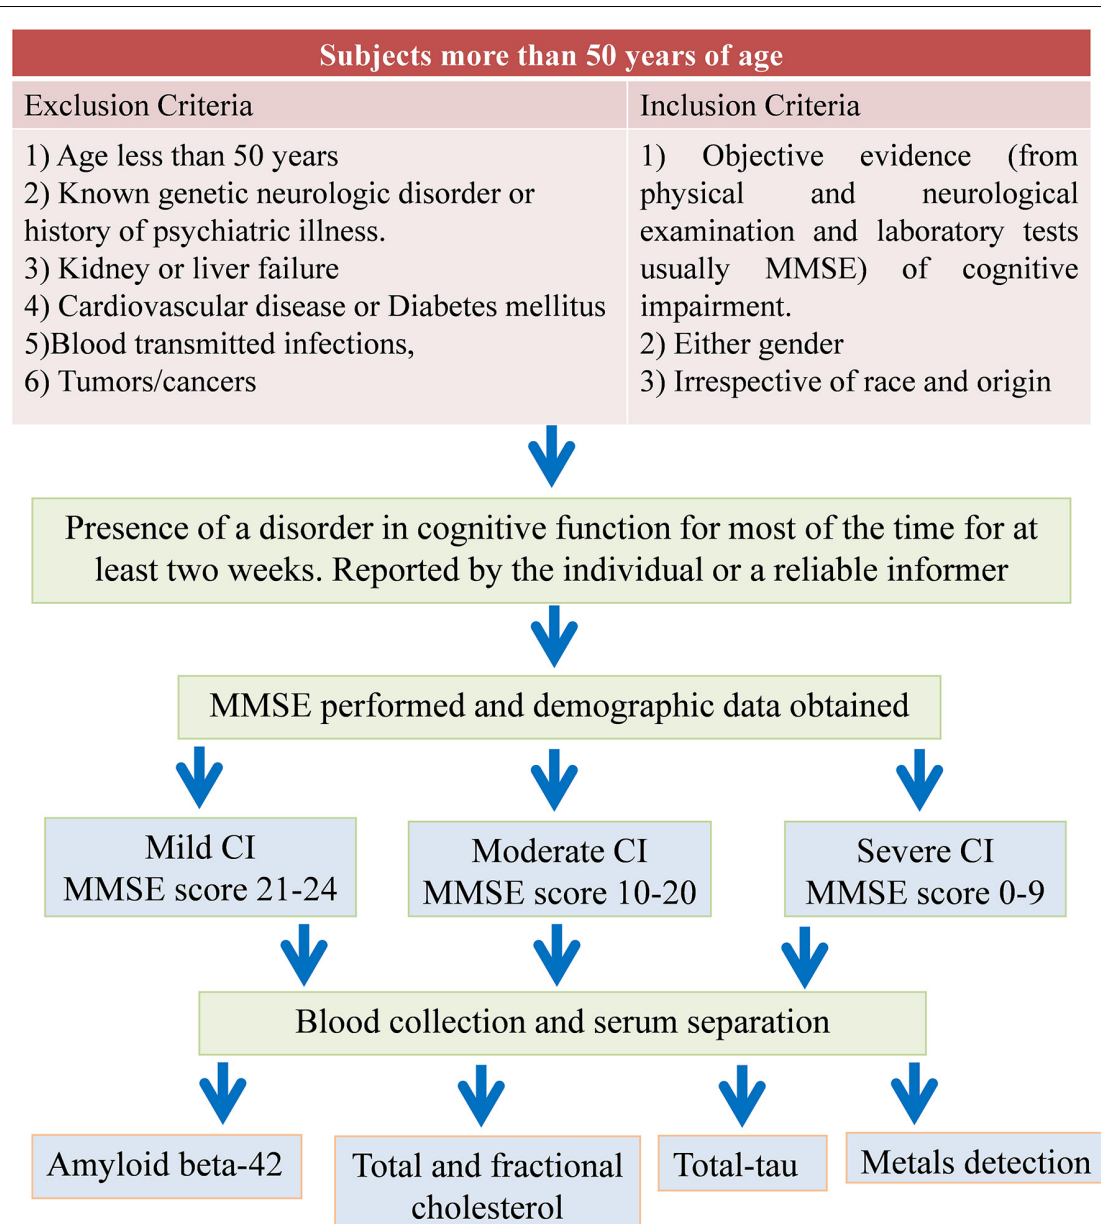 Subjects more than 50 years of age
Exclusion Criteria
Inclusion Criteria
1) Age less than 50 years
2) Known genetic neurologic disorder or
history of psychiatric illness.
3) Kidney or liver failure
4) Cardiovascular disease or Diabetes mellitus
5)Blood transmitted infections,
6) Tumors/cancers
1) Objective evidence (from
physical and neurological
examination and laboratory tests
usually MMSE) of cognitive
impairment.
2) Either gender
3) Irrespective of race and origin
Presence of a disorder in cognitive function for most of the time for at
least two weeks. Reported by the individual or a reliable informer
MMSE performed and demographic data obtained
Mild CI
MMSE score 21-24
Moderate CI
MMSE score 10-20
Severe CI
MMSE score 0-9
Blood collection and serum separation
Amyloid beta-42
Total and fractional
cholesterol
Total-tau
Metals detection